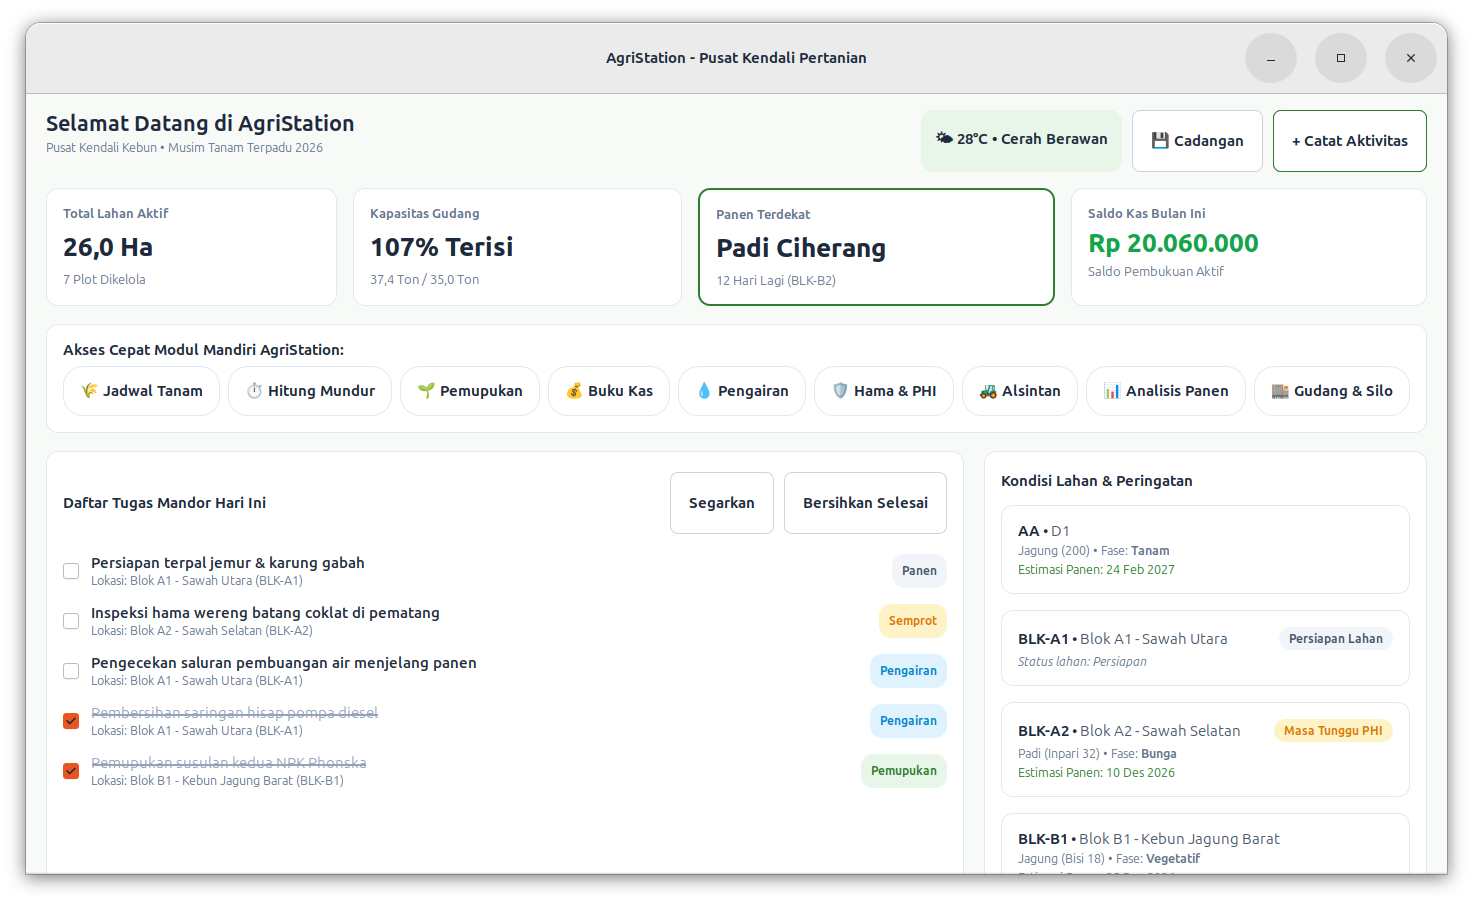 AgriStation - Pusat Kendali Pertanian
Selamat Datang di AgriStation
Pusat Kendali Kebun • Musim Tanam Terpadu 2026
28°C • Cerah Berawan
Cadangan
+ Catat Aktivitas
Total Lahan Aktif
26,0 Ha
7 Plot Dikelola
Kapasitas Gudang
107% Terisi
37,4 Ton / 35,0 Ton
Panen Terdekat
Padi Ciherang
12 Hari Lagi (BLK-B2)
Saldo Kas Bulan Ini
Rp 20.060.000
Saldo Pembukuan Aktif
Akses Cepat Modul Mandiri AgriStation:
Jadwal Tanam
Hitung Mundur
Pemupukan
Buku Kas
Pengairan
Hama & PHI
Alsintan
Analisis Panen
Gudang & Silo
Daftar Tugas Mandor Hari Ini
Segarkan
Bersihkan Selesai
Persiapan terpal jemur & karung gabah
Lokasi: Blok A1 - Sawah Utara (BLK-A1)
Panen
Inspeksi hama wereng batang coklat di pematang
Lokasi: Blok A2 - Sawah Selatan (BLK-A2)
Semprot
Pengecekan saluran pembuangan air menjelang panen
Lokasi: Blok A1 - Sawah Utara (BLK-A1)
Pengairan
Pembersihan saringan hisap pompa diesel
Lokasi: Blok A1 - Sawah Utara (BLK-A1)
Pengairan
Pemupukan susulan kedua NPK Phonska
Lokasi: Blok B1 - Kebun Jagung Barat (BLK-B1)
Pemupukan
Kondisi Lahan & Peringatan
AA • D1
Jagung (200) • Fase: Tanam
Estimasi Panen: 24 Feb 2027
BLK-A1 • Blok A1 - Sawah Utara
Persiapan Lahan
Status lahan: Persiapan
BLK-A2 • Blok A2 - Sawah Selatan
Masa Tunggu PHI
Padi (Inpari 32) • Fase: Bunga
Estimasi Panen: 10 Des 2026
BLK-B1 • Blok B1 - Kebun Jagung Barat
Jagung (Bisi 18) • Fase: Vegetatif